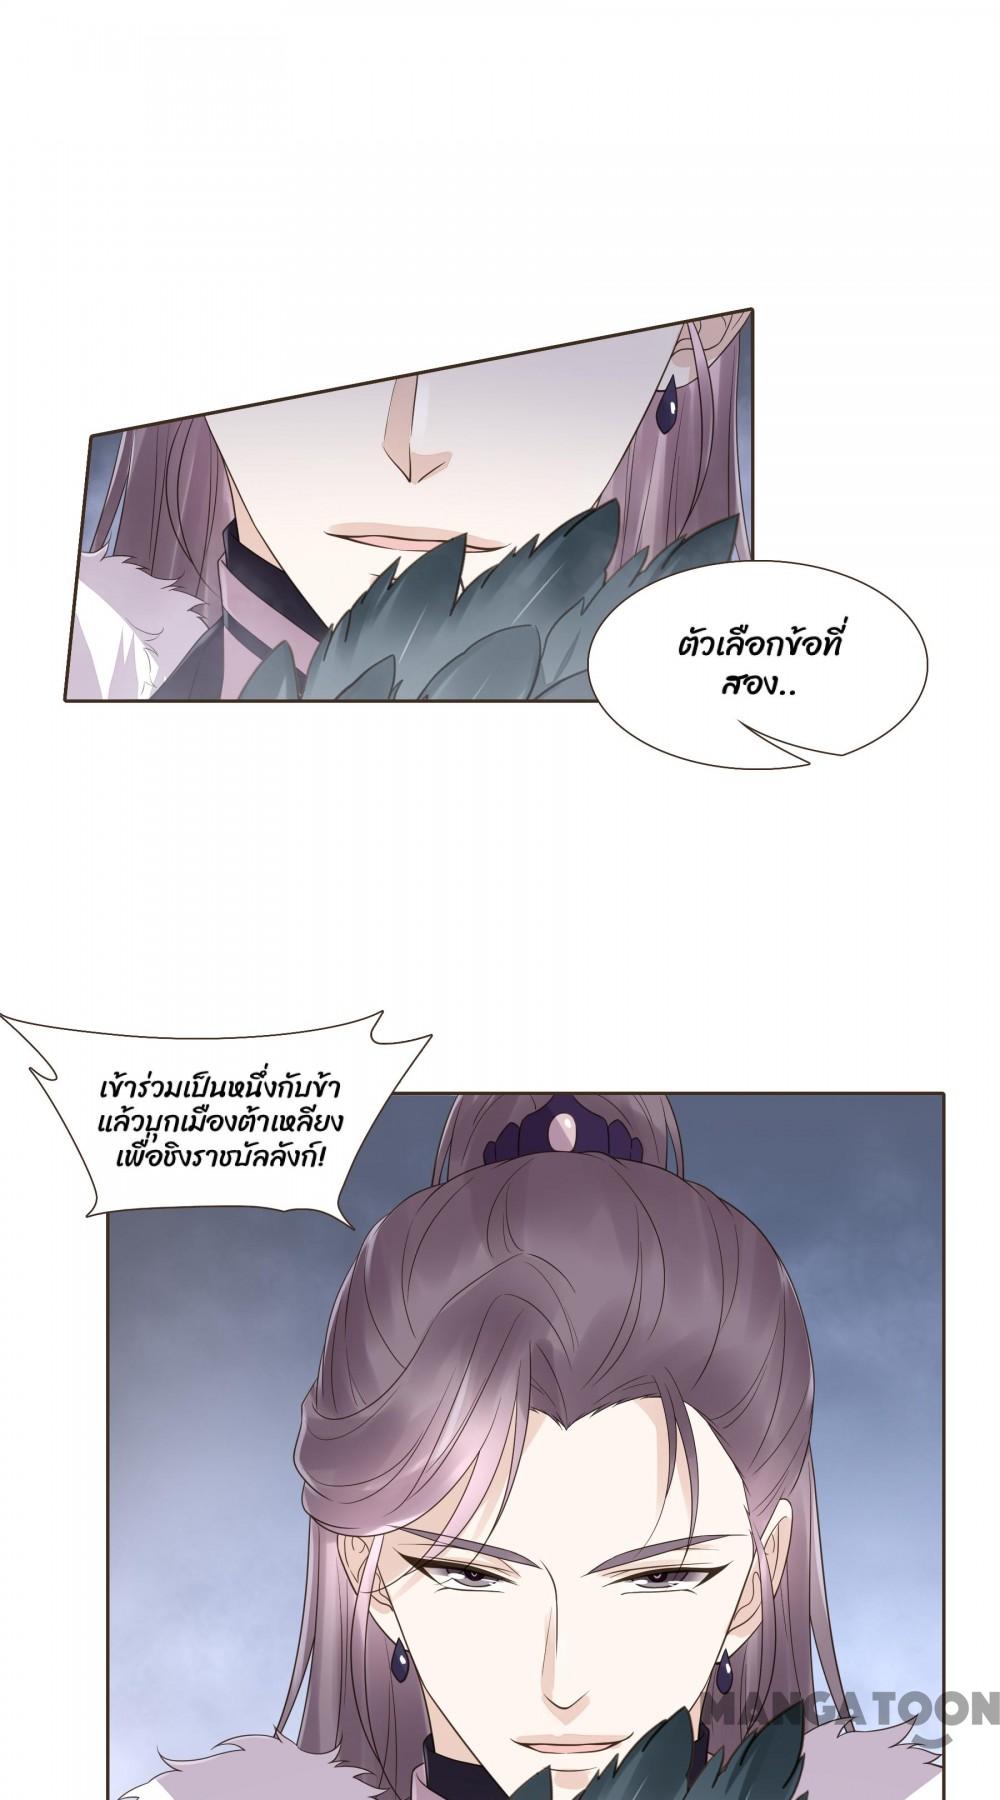 ตัวเลือกข้อที่
สอง..
เข้าร่วมเป็นหนึ่งกับข้า
แล้วบุกเมืองต้าเหลียง
เพื่อชิงราชบัลลังก์!
MANGA TOON